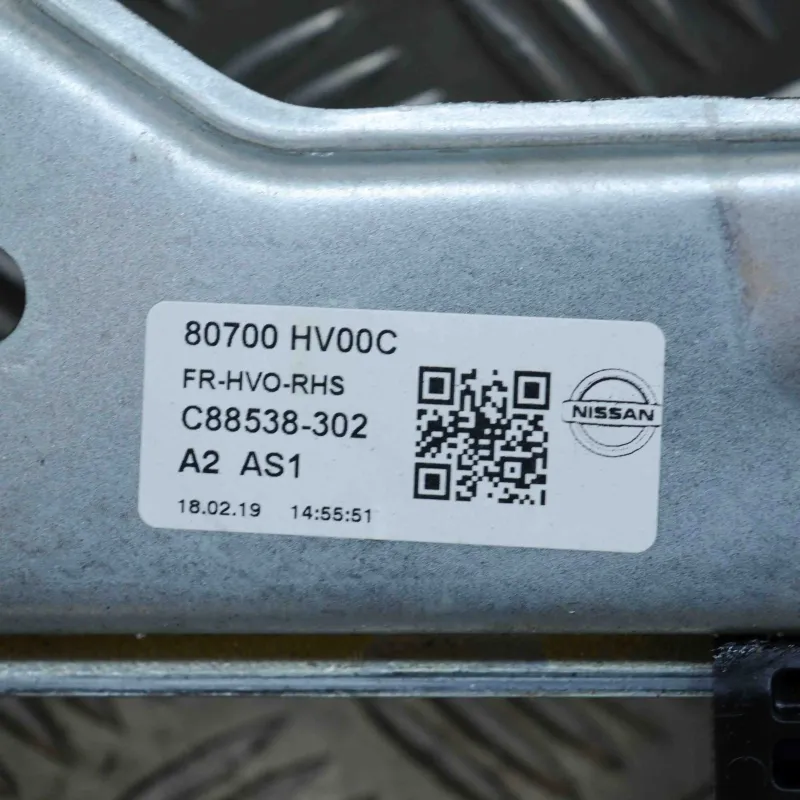 80700 HV00C
FR-HVO-RHS
C88538-302
A2 AS1
18.02.19 14:55:51
NISSAN